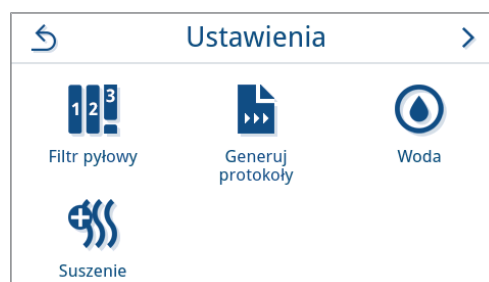 Ustawienia
1 2 3
Filtr pyłowy
Generuj
protokoły
Woda
Suszenie